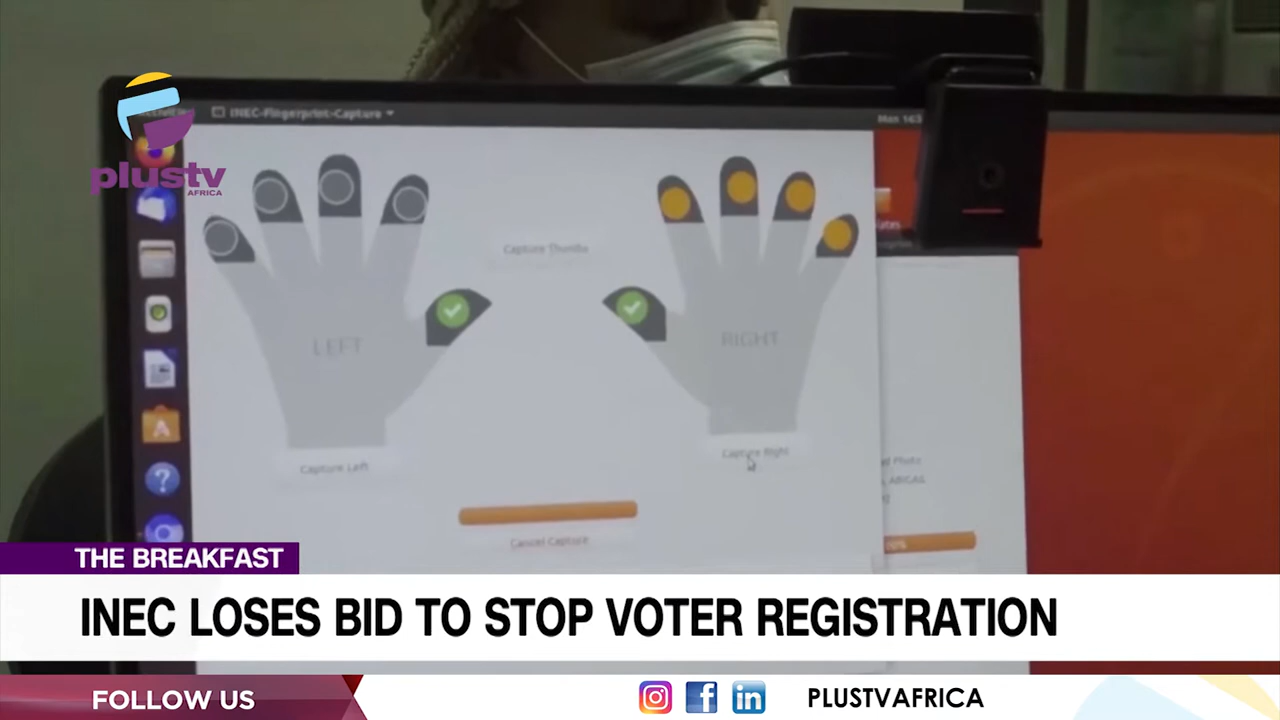 INEC-Fingerprint-Capture
plustv
AFRICA
Capture Thumbs
LEFT
RIGHT
Capture Left
Capture Right
Cancel Capture
THE BREAKFAST
INEC LOSES BID TO STOP VOTER REGISTRATION
FOLLOW US
PLUSTVAFRICA